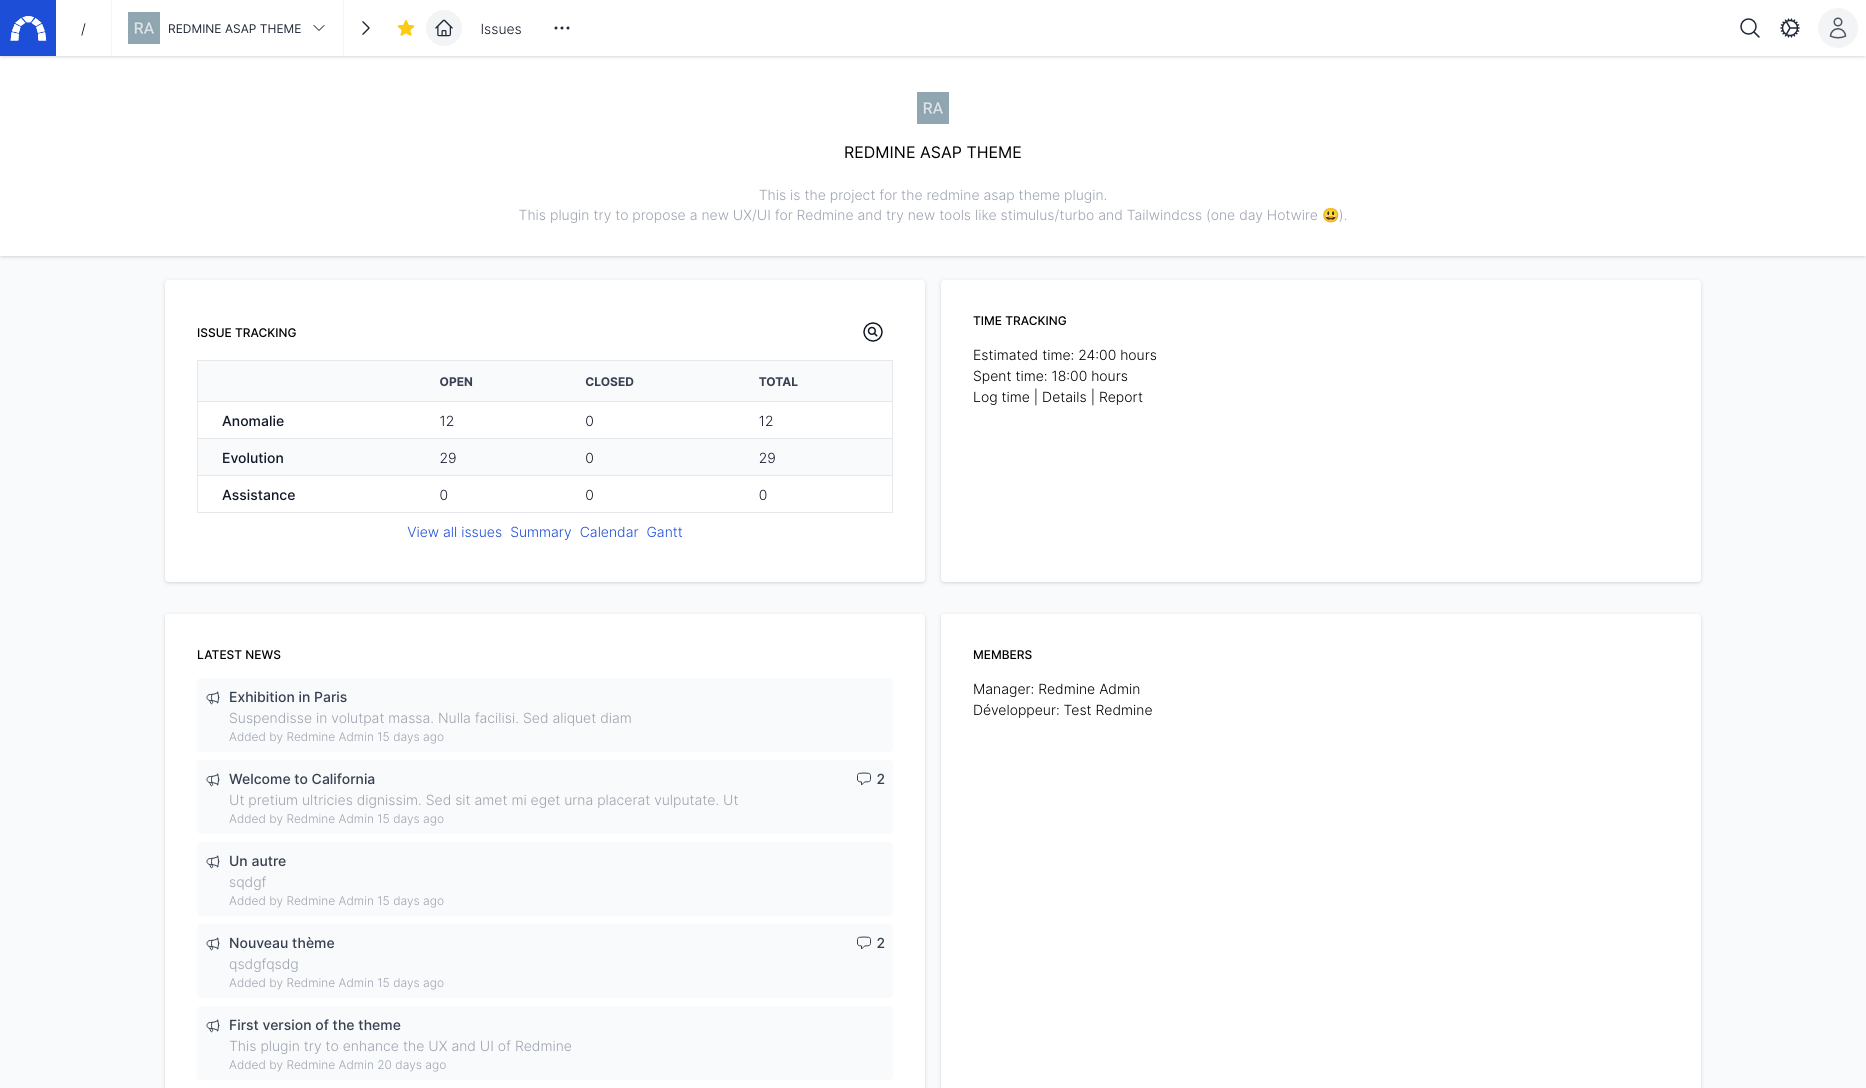 / RA REDMINE ASAP THEME Issues
RA
REDMINE ASAP THEME
This is the project for the redmine asap theme plugin.
This plugin try to propose a new UX/UI for Redmine and try new tools like stimulus/turbo and Tailwindcss (one day Hotwire 😃).
ISSUE TRACKING
OPEN CLOSED TOTAL
Anomalie 12 0 12
Evolution 29 0 29
Assistance 0 0 0
View all issues Summary Calendar Gantt
TIME TRACKING
Estimated time: 24:00 hours
Spent time: 18:00 hours
Log time | Details | Report
LATEST NEWS
Exhibition in Paris
Suspendisse in volutpat massa. Nulla facilisi. Sed aliquet diam
Added by Redmine Admin 15 days ago
Welcome to California 2
Ut pretium ultricies dignissim. Sed sit amet mi eget urna placerat vulputate. Ut
Added by Redmine Admin 15 days ago
Un autre
sqdgf
Added by Redmine Admin 15 days ago
Nouveau thème 2
qsdgfqsdg
Added by Redmine Admin 15 days ago
First version of the theme
This plugin try to enhance the UX and UI of Redmine
Added by Redmine Admin 20 days ago
MEMBERS
Manager: Redmine Admin
Développeur: Test Redmine